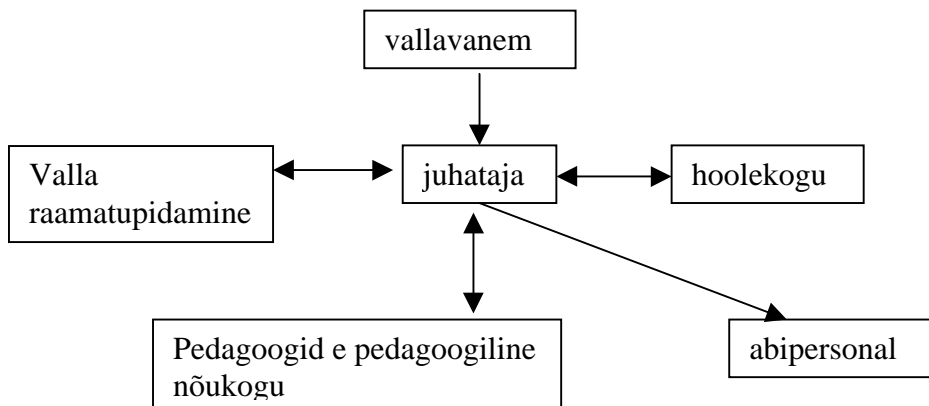 vallavanem
Valla
raamatupidamine
juhataja
hoolekogu
Pedagoogid e pedagoogiline
nõukogu
abipersonal